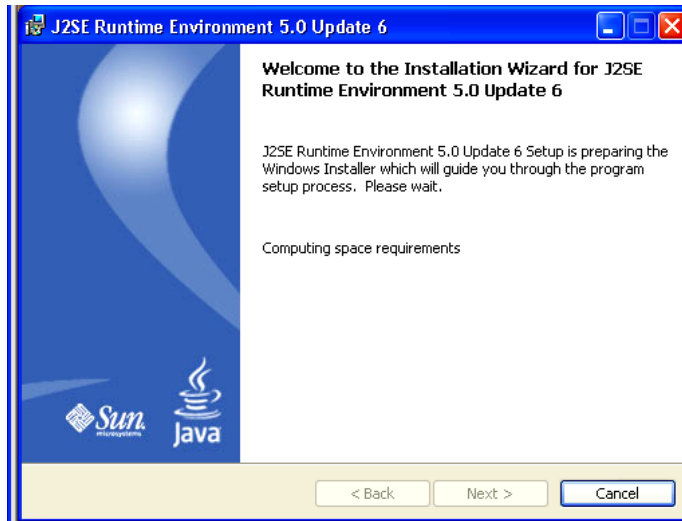 J2SE Runtime Environment 5.0 Update 6
Welcome to the Installation Wizard for J2SE
Runtime Environment 5.0 Update 6
J2SE Runtime Environment 5.0 Update 6 Setup is preparing the
Windows Installer which will guide you through the program
setup process. Please wait.
Computing space requirements
Sun
microsystems
Java
< Back
Next >
Cancel